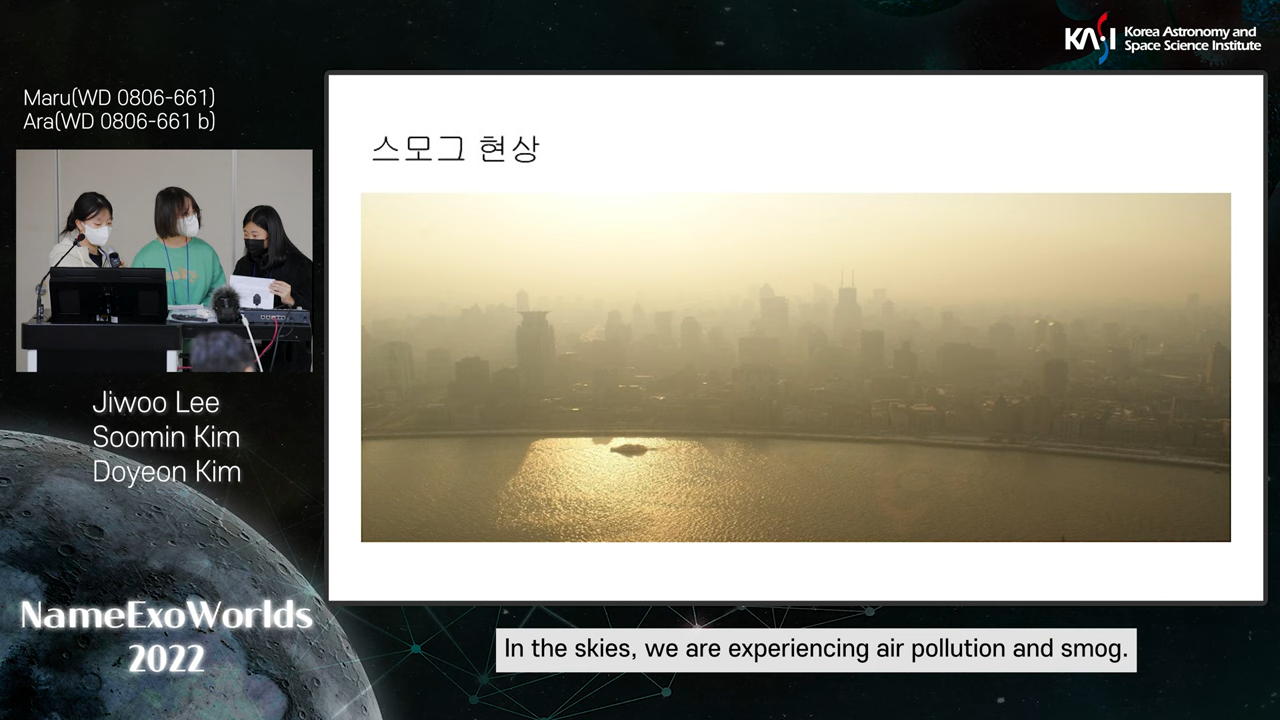 KASI Korea Astronomy and
Space Science Institute
Maru(WD 0806-661)
Ara(WD 0806-661 b)
스모그 현상
Jiwoo Lee
Soomin Kim
Doyeon Kim
NameExoWorlds
2022
In the skies, we are experiencing air pollution and smog.